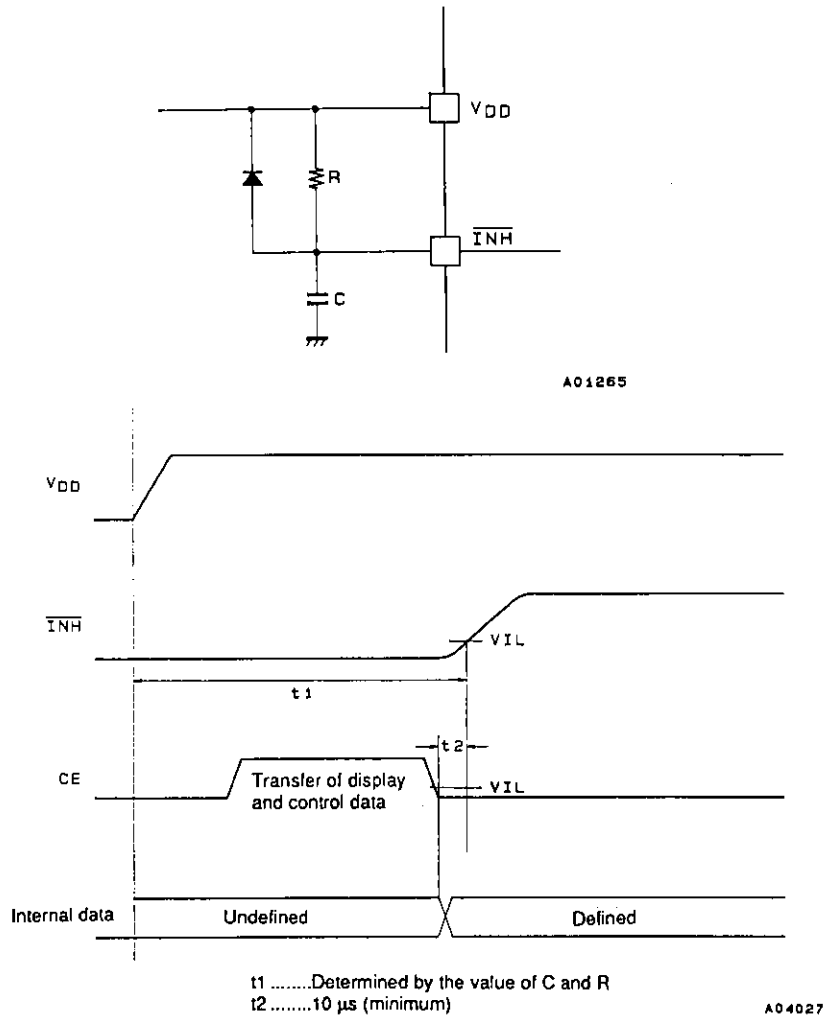 VDD
R
INH
C
A01265
VDD
INH
VIL
t1
t2
CE
Transfer of display
and control data
VIL
Internal data
Undefined
Defined
t1 ........Determined by the value of C and R
t2 ........10 µs (minimum)
A04027